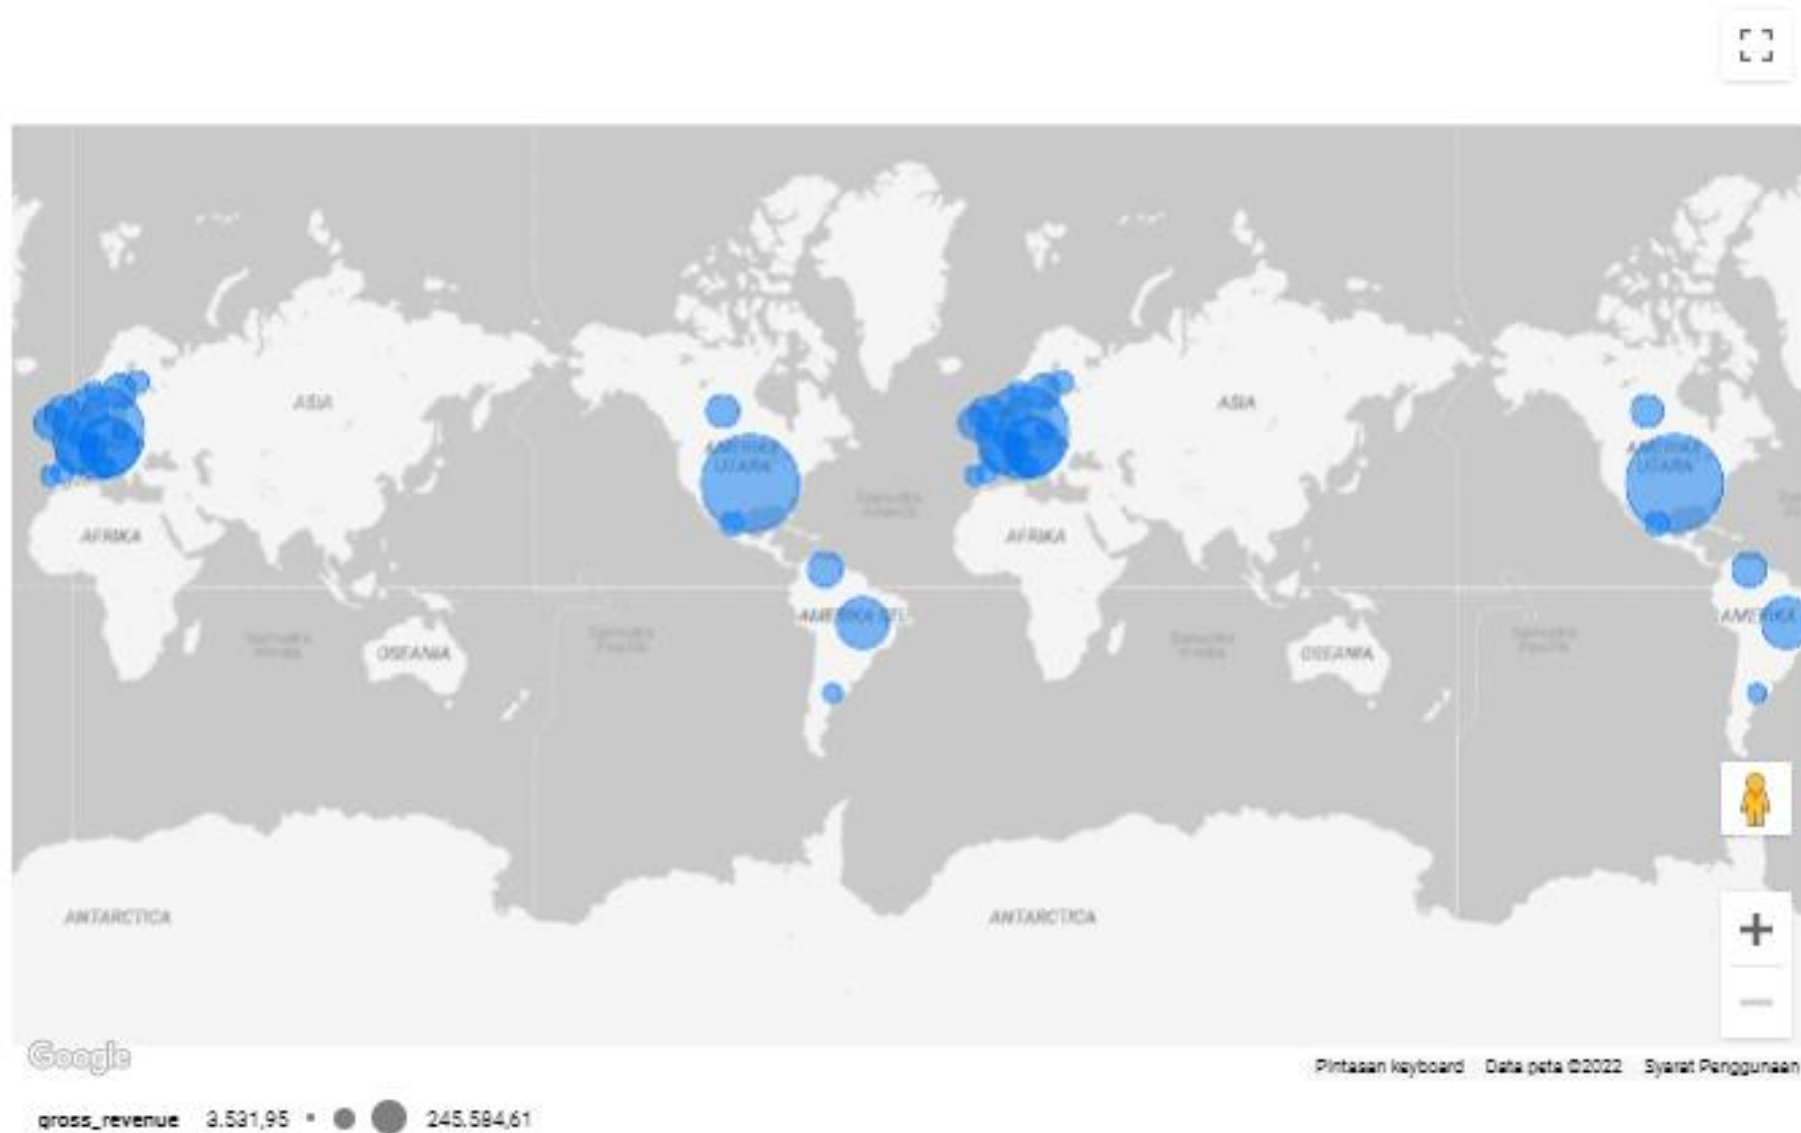 ASIA
AMERIKA
UTARA
ASIA
AMERIKA
UTARA
AFRIKA
AFRIKA
AMERIKA SEL
AMERIKA
OSEANIA
OSEANIA
ANTARCTICA
ANTARCTICA
Google
Pintasan keyboard Data peta ©2022 Syarat Penggunaan
gross_revenue 3.531,95 245.594,61